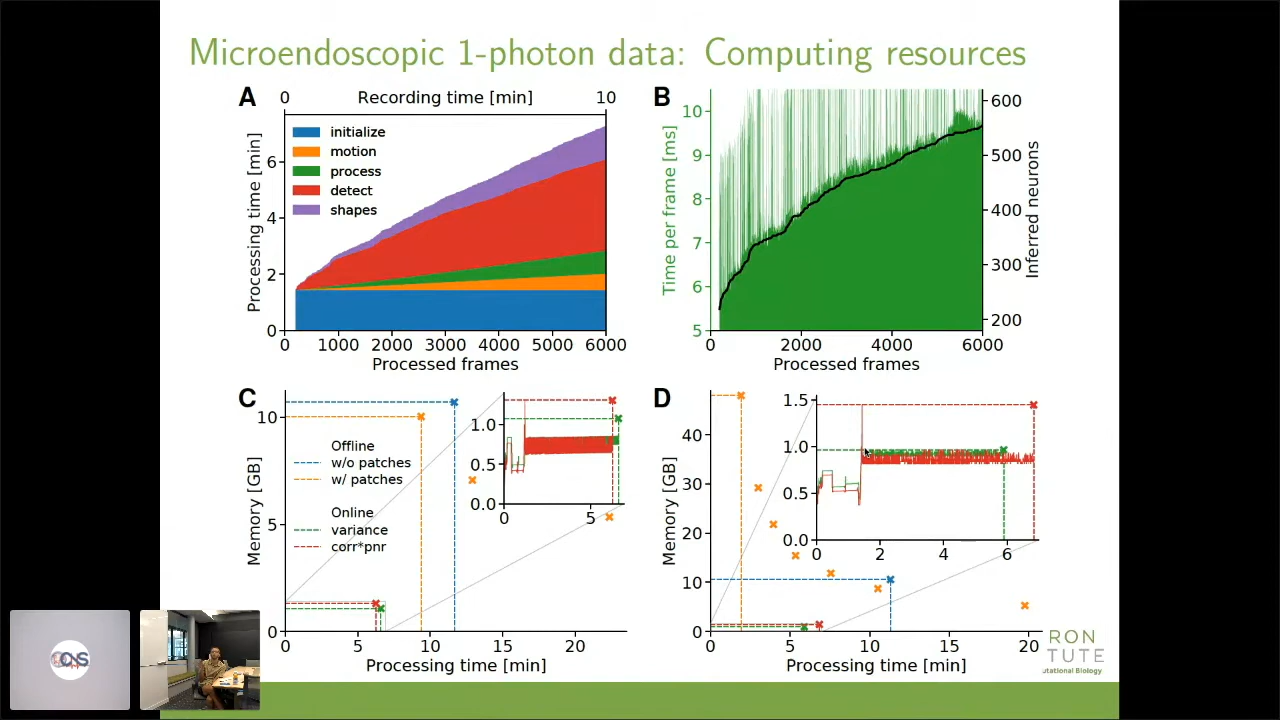 Microendoscopic 1-photon data: Computing resources
A
0 Recording time [min] 10
Processing time [min]
6
4
2
0
initialize
motion
process
detect
shapes
0 1000 2000 3000 4000 5000 6000
Processed frames
B
Time per frame [ms]
10
9
8
7
6
5
600
500
400
300
200
Inferred neurons
0 2000 4000 6000
Processed frames
C
Memory [GB]
10
5
0
Offline
w/o patches
w/ patches
Online
variance
corr*pnr
1.0
0.5
0.0
0 5
0 5 10 15 20
Processing time [min]
D
Memory [GB]
40
30
20
10
0
1.5
1.0
0.5
0.0
0 2 4 6
0 5 10 15 20
Processing time [min]
RON
TUTE
utational Biology